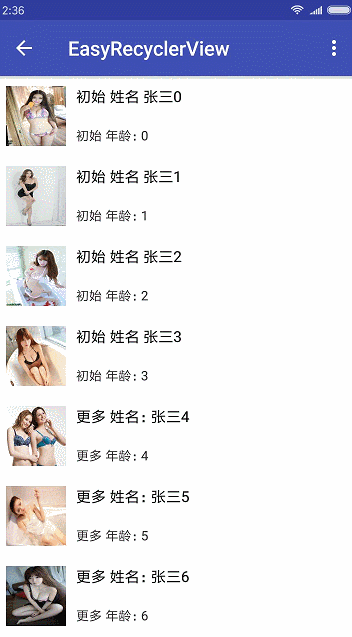 2:36
EasyRecyclerView
初始 姓名 张三0
初始 年龄: 0
初始 姓名 张三1
初始 年龄: 1
初始 姓名 张三2
初始 年龄: 2
初始 姓名 张三3
初始 年龄: 3
更多 姓名: 张三4
更多 年龄: 4
更多 姓名: 张三5
更多 年龄: 5
更多 姓名: 张三6
更多 年龄: 6